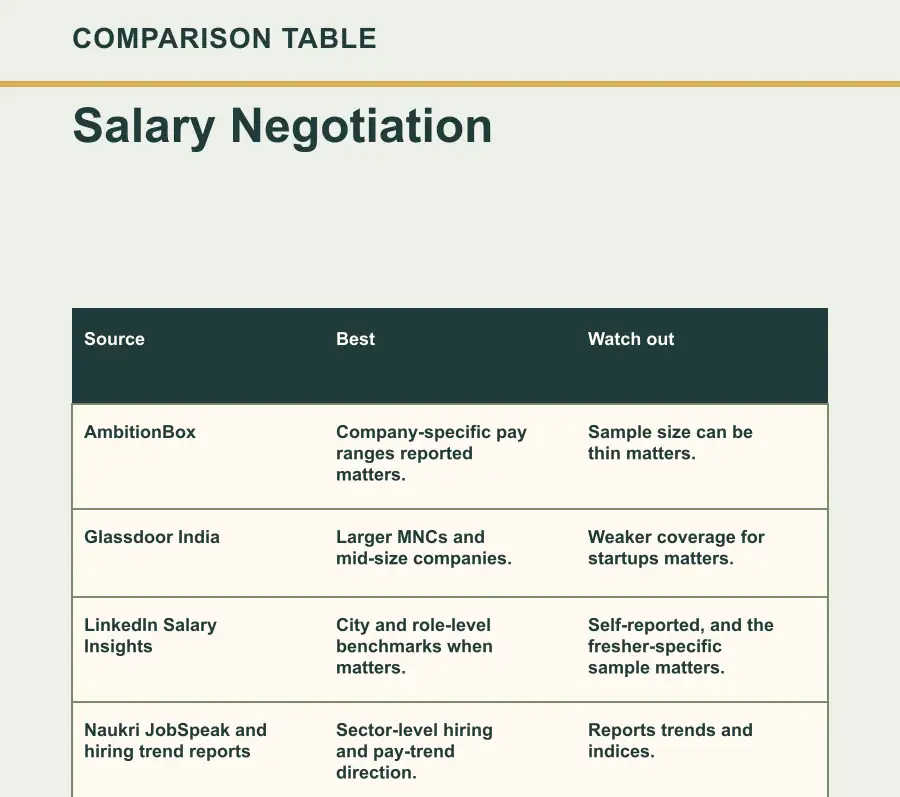 COMPARISON TABLE
Salary Negotiation
Source
Best
Watch out
AmbitionBox
Company-specific pay
ranges reported
matters.
Sample size can be
thin matters.
Glassdoor India
Larger MNCs and
mid-size companies.
Weaker coverage for
startups matters.
LinkedIn Salary
Insights
City and role-level
benchmarks when
matters.
Self-reported, and the
fresher-specific
sample matters.
Naukri JobSpeak and
hiring trend reports
Sector-level hiring
and pay-trend
direction.
Reports trends and
indices.